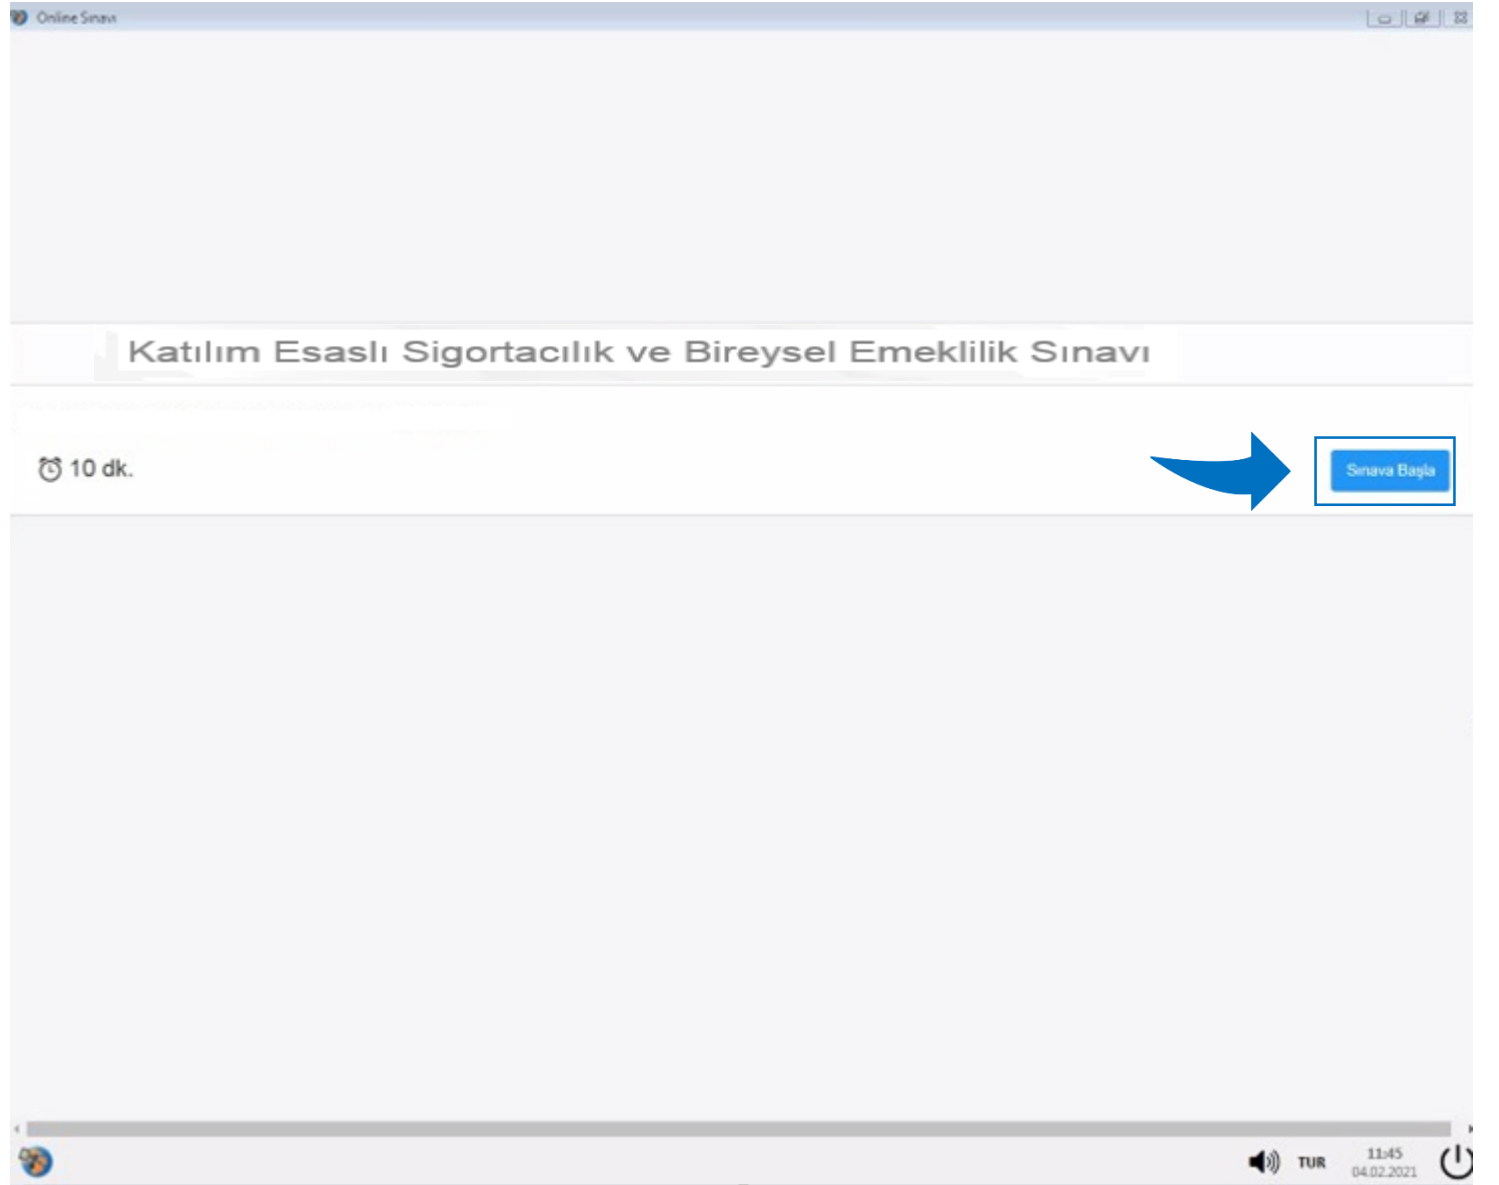 Online Sınavı
Katılım Esaslı Sigortacılık ve Bireysel Emeklilik Sınavı
10 dk.
Sınava Başla
TUR
11:45
04.02.2021